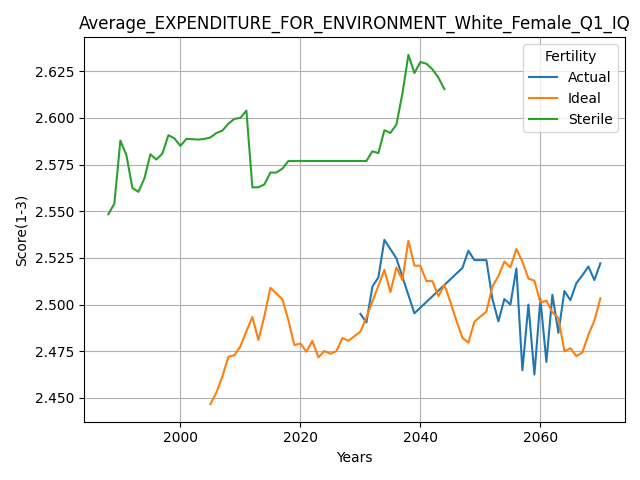 Average_EXPENDITURE_FOR_ENVIRONMENT_White_Female_Q1_IQ
Fertility
Actual
Ideal
Sterile
Score(1-3)
2.625
2.600
2.575
2.550
2.525
2.500
2.475
2.450
2000
2020
2040
2060
Years